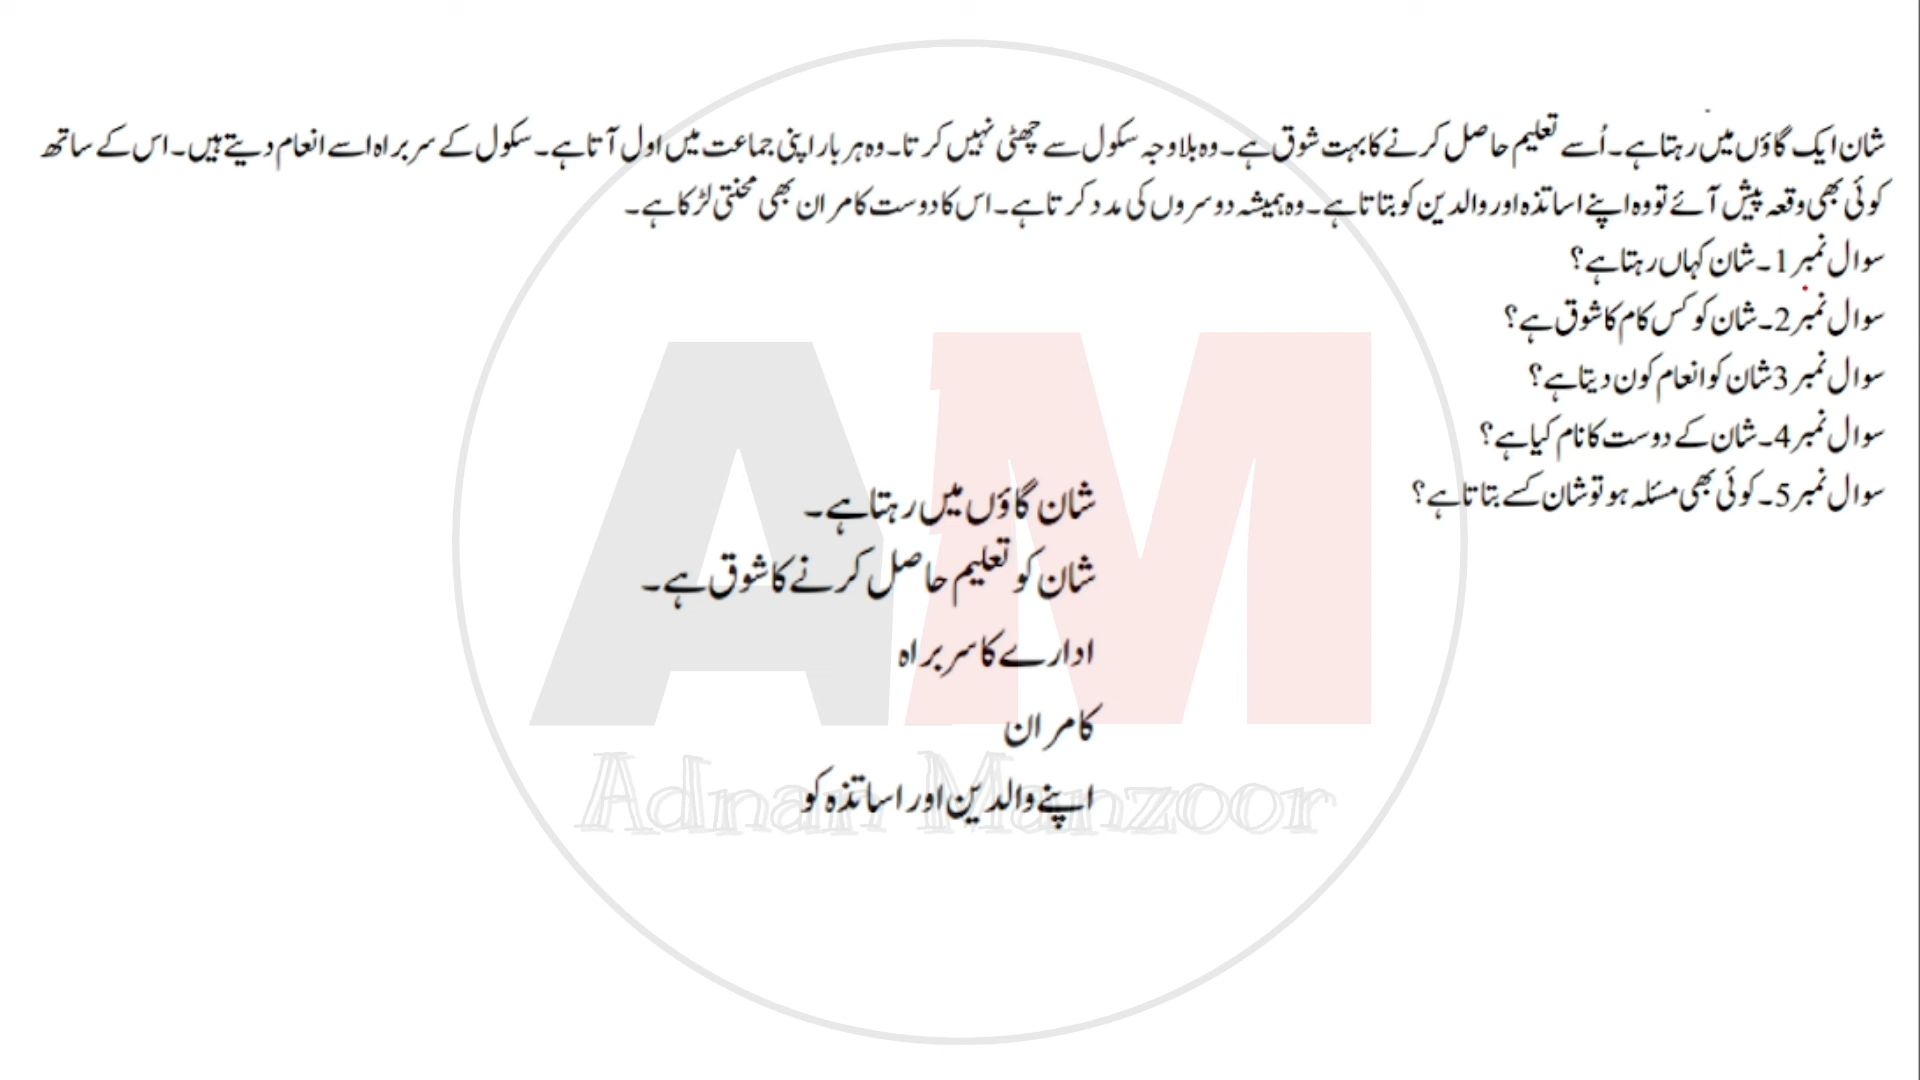 شان ایک گاؤں میں رہتا ہے۔ اُسے تعلیم حاصل کرنے کا بہت شوق ہے۔ وہ بلاوجہ سکول سے چھٹی نہیں کرتا۔ وہ ہر بار اپنی جماعت میں اول آتا ہے۔ سکول کے سربراہ اسے انعام دیتے ہیں۔ اس کے ساتھ
کوئی بھی وقعہ پیش آئے تو وہ اپنے اساتذہ اور والدین کو بتاتا ہے۔ وہ ہمیشہ دوسروں کی مدد کرتا ہے۔ اس کا دوست کامران بھی محنتی لڑکا ہے۔
سوال نمبر 1۔ شان کہاں رہتا ہے؟
سوال نمبر 2۔ شان کو کس کام کا شوق ہے؟
سوال نمبر 3 شان کو انعام کون دیتا ہے؟
سوال نمبر 4۔ شان کے دوست کا نام کیا ہے؟
سوال نمبر 5۔ کوئی بھی مسئلہ ہو تو شان کسے بتاتا ہے؟
شان گاؤں میں رہتا ہے۔
شان کو تعلیم حاصل کرنے کا شوق ہے۔
ادارے کا سربراہ
کامران
اپنے والدین اور اساتذہ کو
AM
Adnan Manzoor